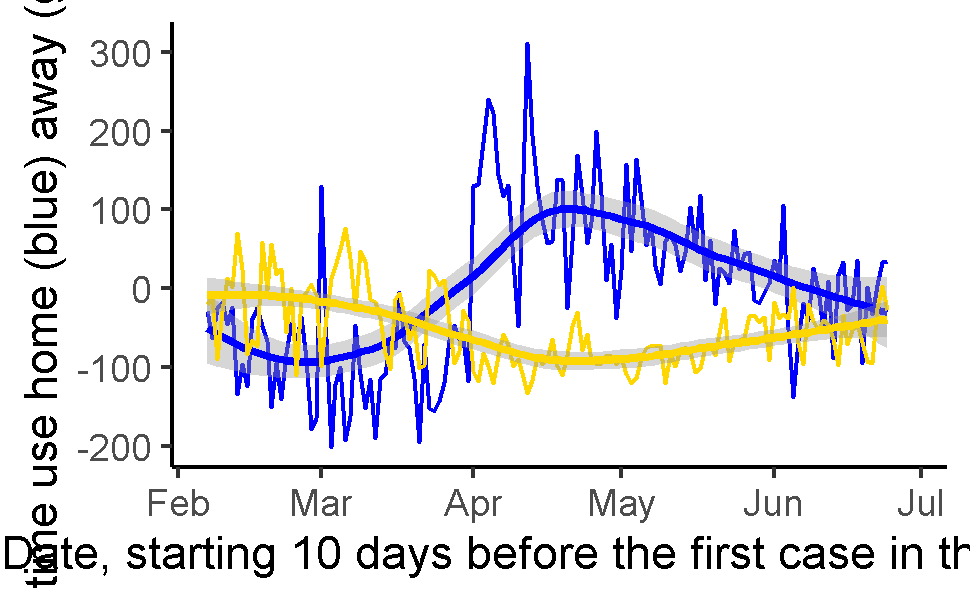 time use home (blue) away (
300
200
100
0
-100
-200
Feb Mar Apr May Jun Jul
Date, starting 10 days before the first case in th